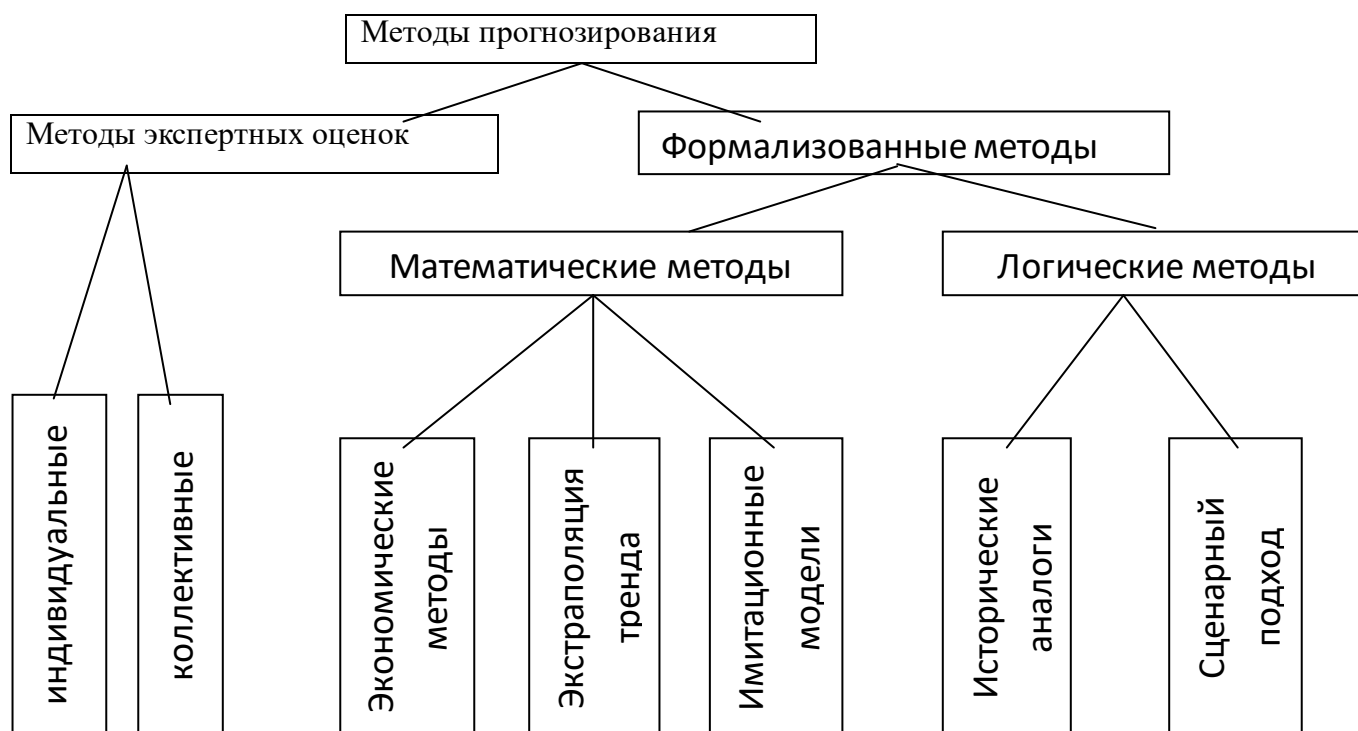 Методы прогнозирования
Методы экспертных оценок
Формализованные методы
Математические методы
Логические методы
индивидуальные
коллективные
Экономические
методы
Экстраполяция
тренда
Имитационные
модели
Исторические
аналоги
Сценарный
подход